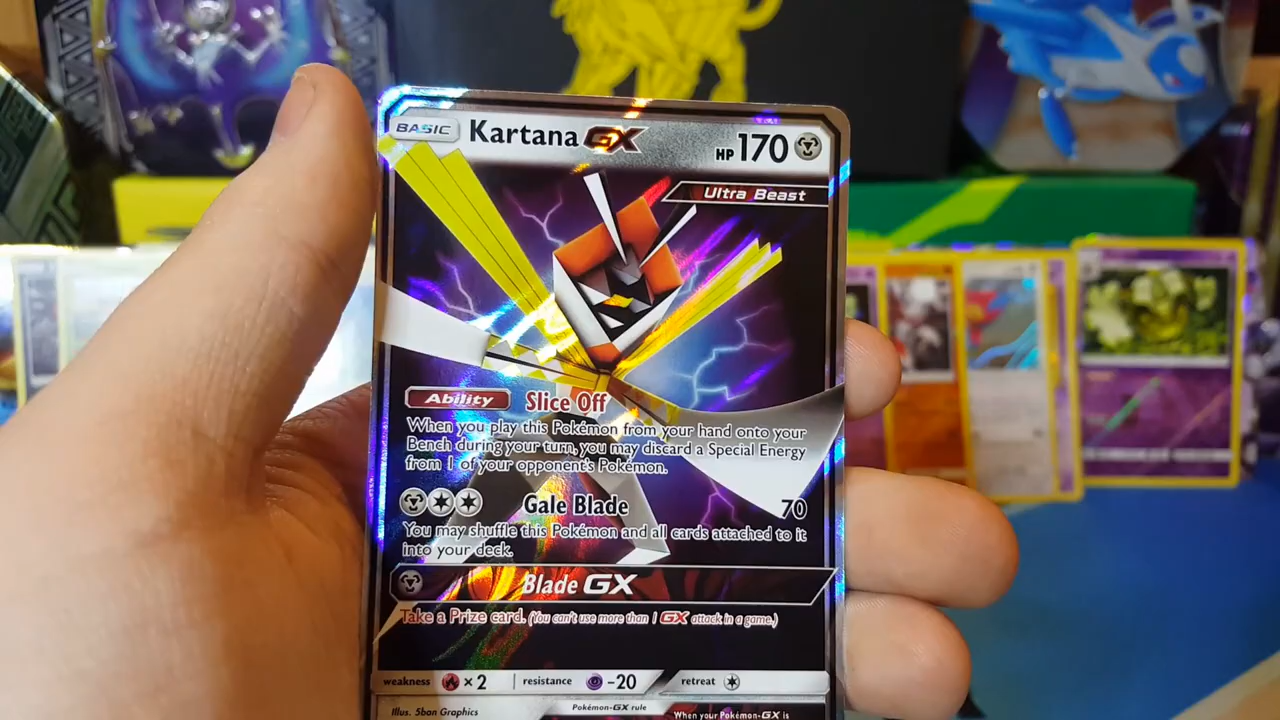 BASIC Kartana GX HP 170
Ultra Beast
Ability Slice Off
When you play this Pokémon from your hand onto your
Bench during your turn, you may discard a Special Energy
from 1 of your opponent's Pokémon.
Gale Blade 70
You may shuffle this Pokémon and all cards attached to it
into your deck.
Blade GX
Take a Prize card. (You can't use more than 1 GX attack in a game.)
weakness ×2 resistance -20 retreat
Illus. 5ban Graphics Pokémon-GX rule When your Pokémon-GX is